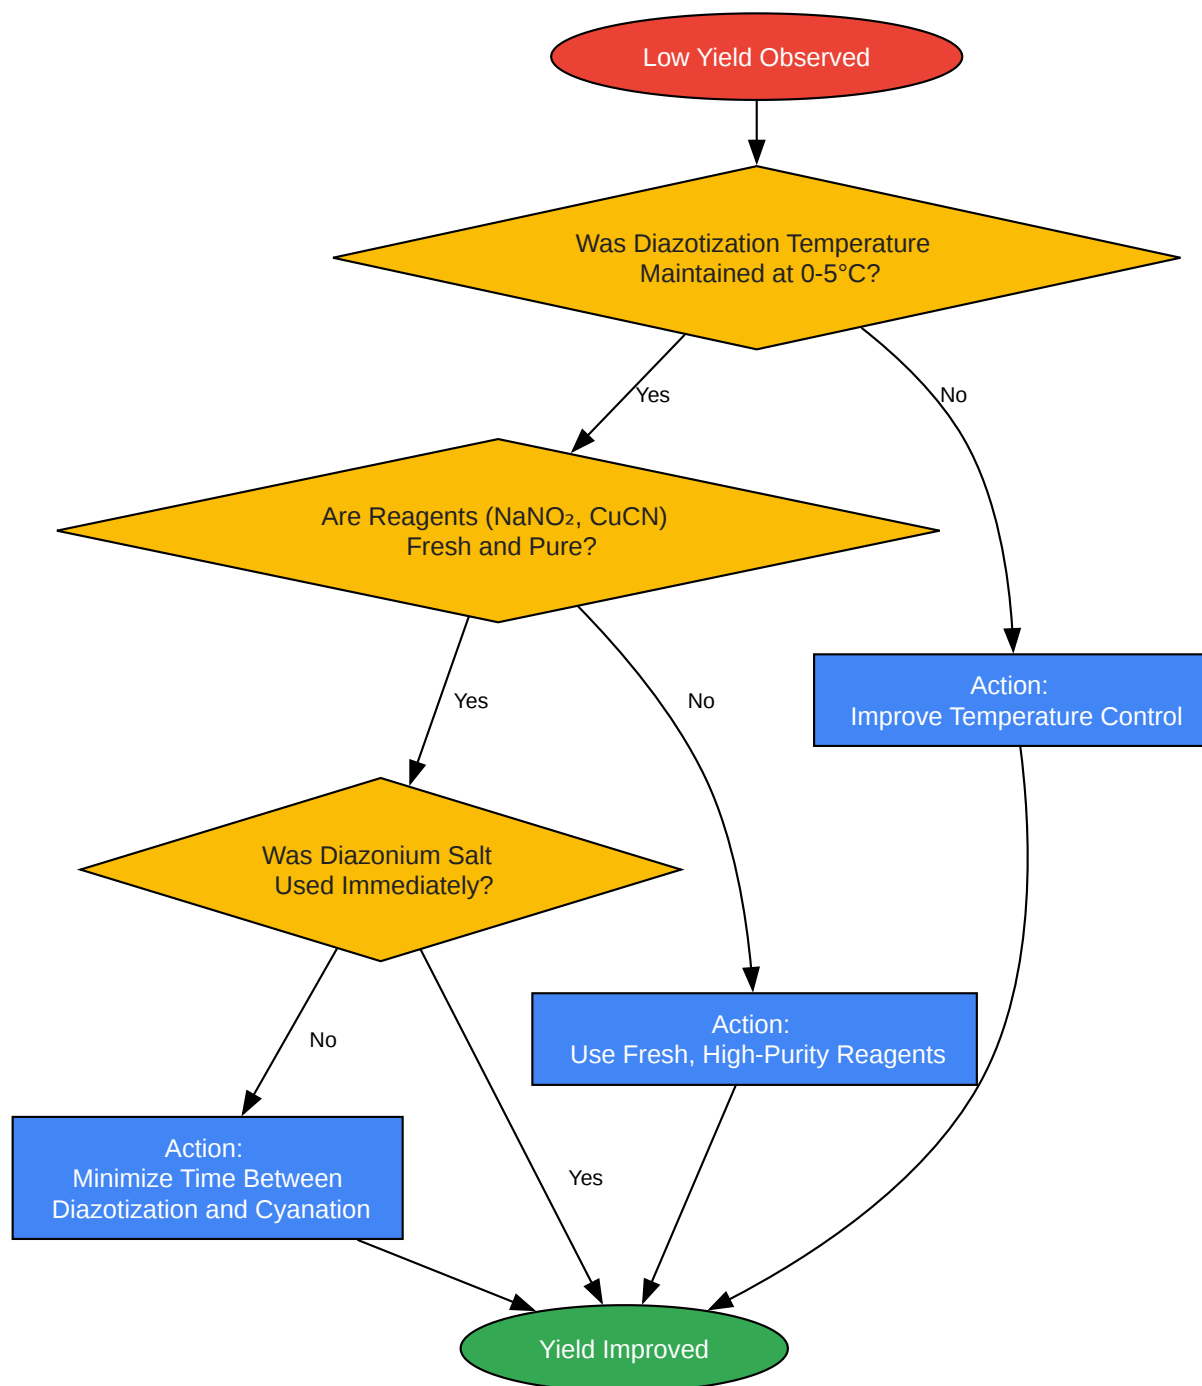 Low Yield Observed
Was Diazotization Temperature
Maintained at 0-5°C?
Yes
No
Are Reagents (NaNO₂, CuCN)
Fresh and Pure?
Yes
No
Action:
Improve Temperature Control
Was Diazonium Salt
Used Immediately?
No
Yes
Action:
Use Fresh, High-Purity Reagents
Action:
Minimize Time Between
Diazotization and Cyanation
Yield Improved